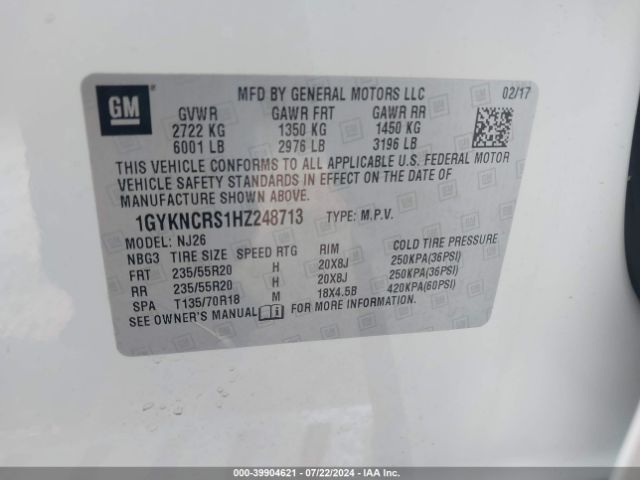 GM
MFD BY GENERAL MOTORS LLC 02/17
GVWR GAWR FRT GAWR RR
2722 KG 1350 KG 1450 KG
6001 LB 2976 LB 3196 LB
THIS VEHICLE CONFORMS TO ALL APPLICABLE U.S. FEDERAL MOTOR
VEHICLE SAFETY STANDARDS IN EFFECT ON THE DATE OF
MANUFACTURE SHOWN ABOVE.
1GYKNCRS1HZ248713 TYPE: M.P.V.
MODEL: NJ26
NBG3 TIRE SIZE SPEED RTG RIM COLD TIRE PRESSURE
FRT 235/55R20 H 20X8J 250KPA(36PSI)
RR 235/55R20 H 20X8J 250KPA(36PSI)
SPA T135/70R18 M 18X4.5B 420KPA(60PSI)
SEE OWNER'S MANUAL FOR MORE INFORMATION.
COPART-39904621 - 07/22/2024 - IAA Inc.